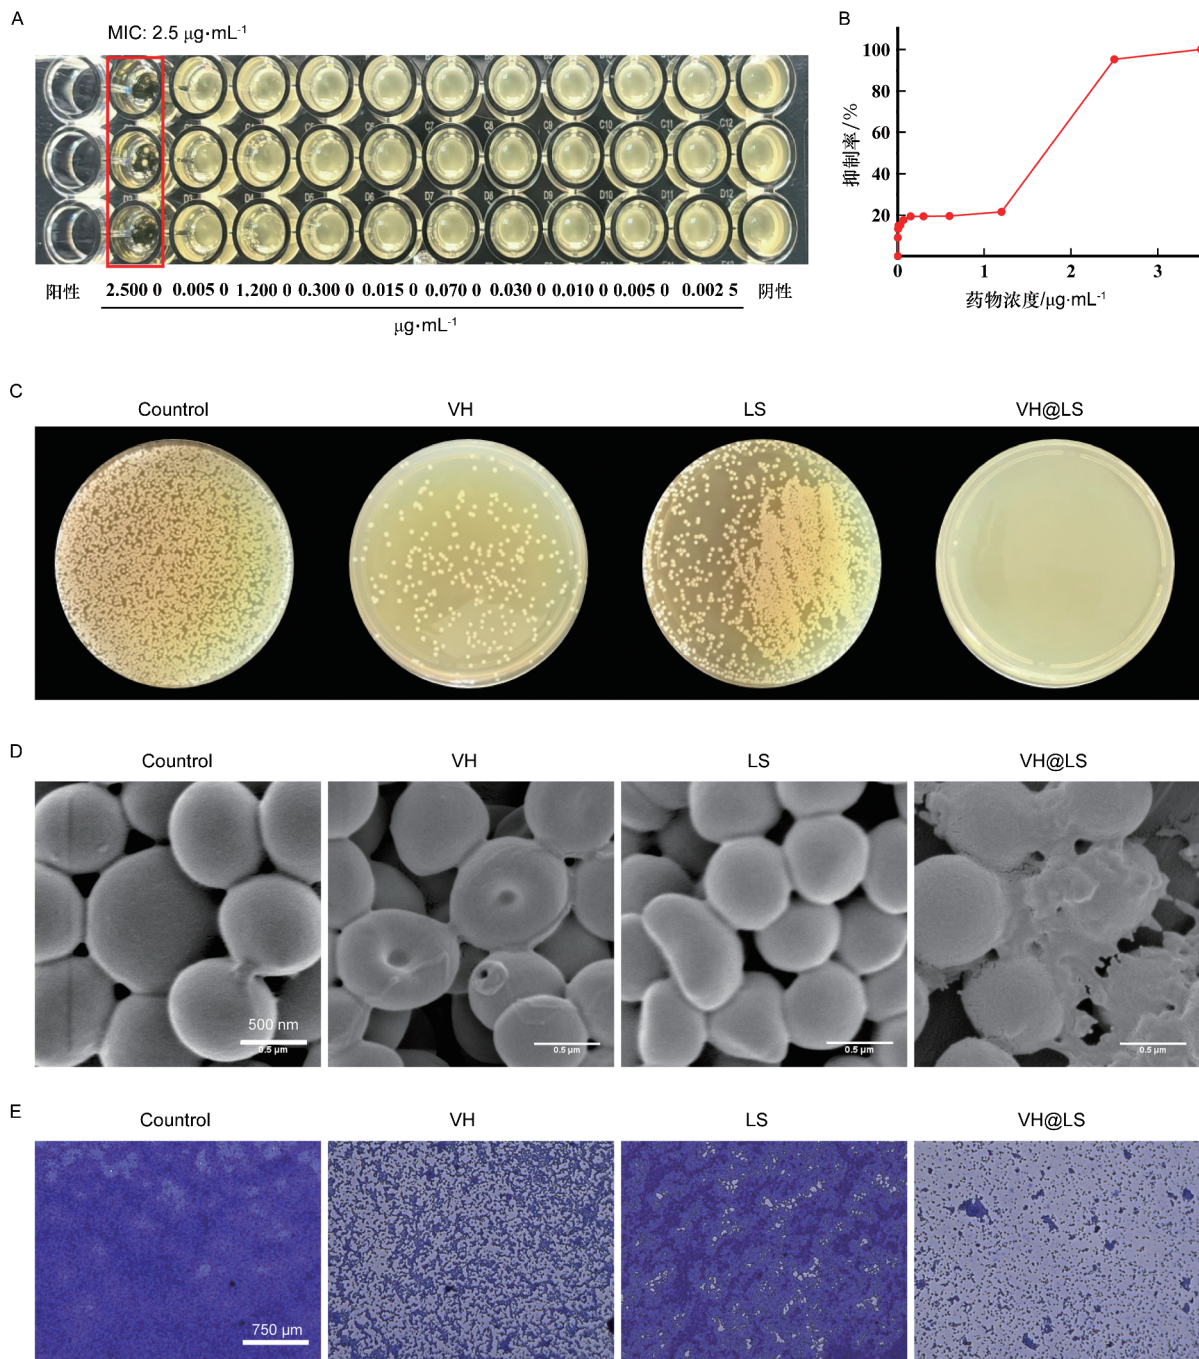 A
MIC: 2.5 μg·mL⁻¹
阳性 2.500 0 0.005 0 1.200 0 0.300 0 0.015 0 0.070 0 0.030 0 0.010 0 0.005 0 0.002 5 阴性
μg·mL⁻¹
B
抑制率/%
100
80
60
40
20
0 1 2 3
药物浓度/μg·mL⁻¹
C
Countrol VH LS VH@LS
D
Countrol VH LS VH@LS
500 nm
0.5 μm 0.5 μm 0.5 μm 0.5 μm
E
Countrol VH LS VH@LS
750 μm